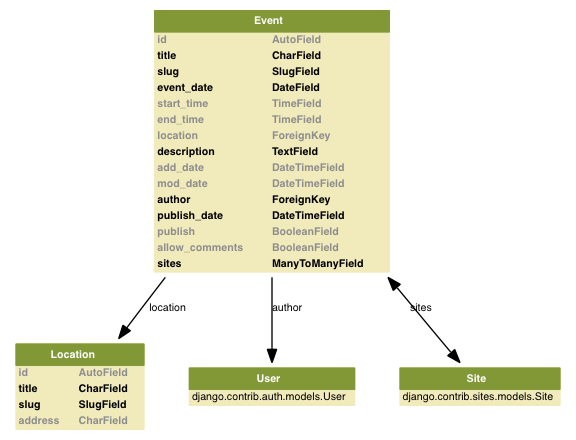 Event
id AutoField
title CharField
slug SlugField
event_date DateField
start_time TimeField
end_time TimeField
location ForeignKey
description TextField
add_date DateTimeField
mod_date DateTimeField
author ForeignKey
publish_date DateTimeField
publish BooleanField
allow_comments BooleanField
sites ManyToManyField
location author sites
Location
id AutoField
title CharField
slug SlugField
address CharField
User
django.contrib.auth.models.User
Site
django.contrib.sites.models.Site